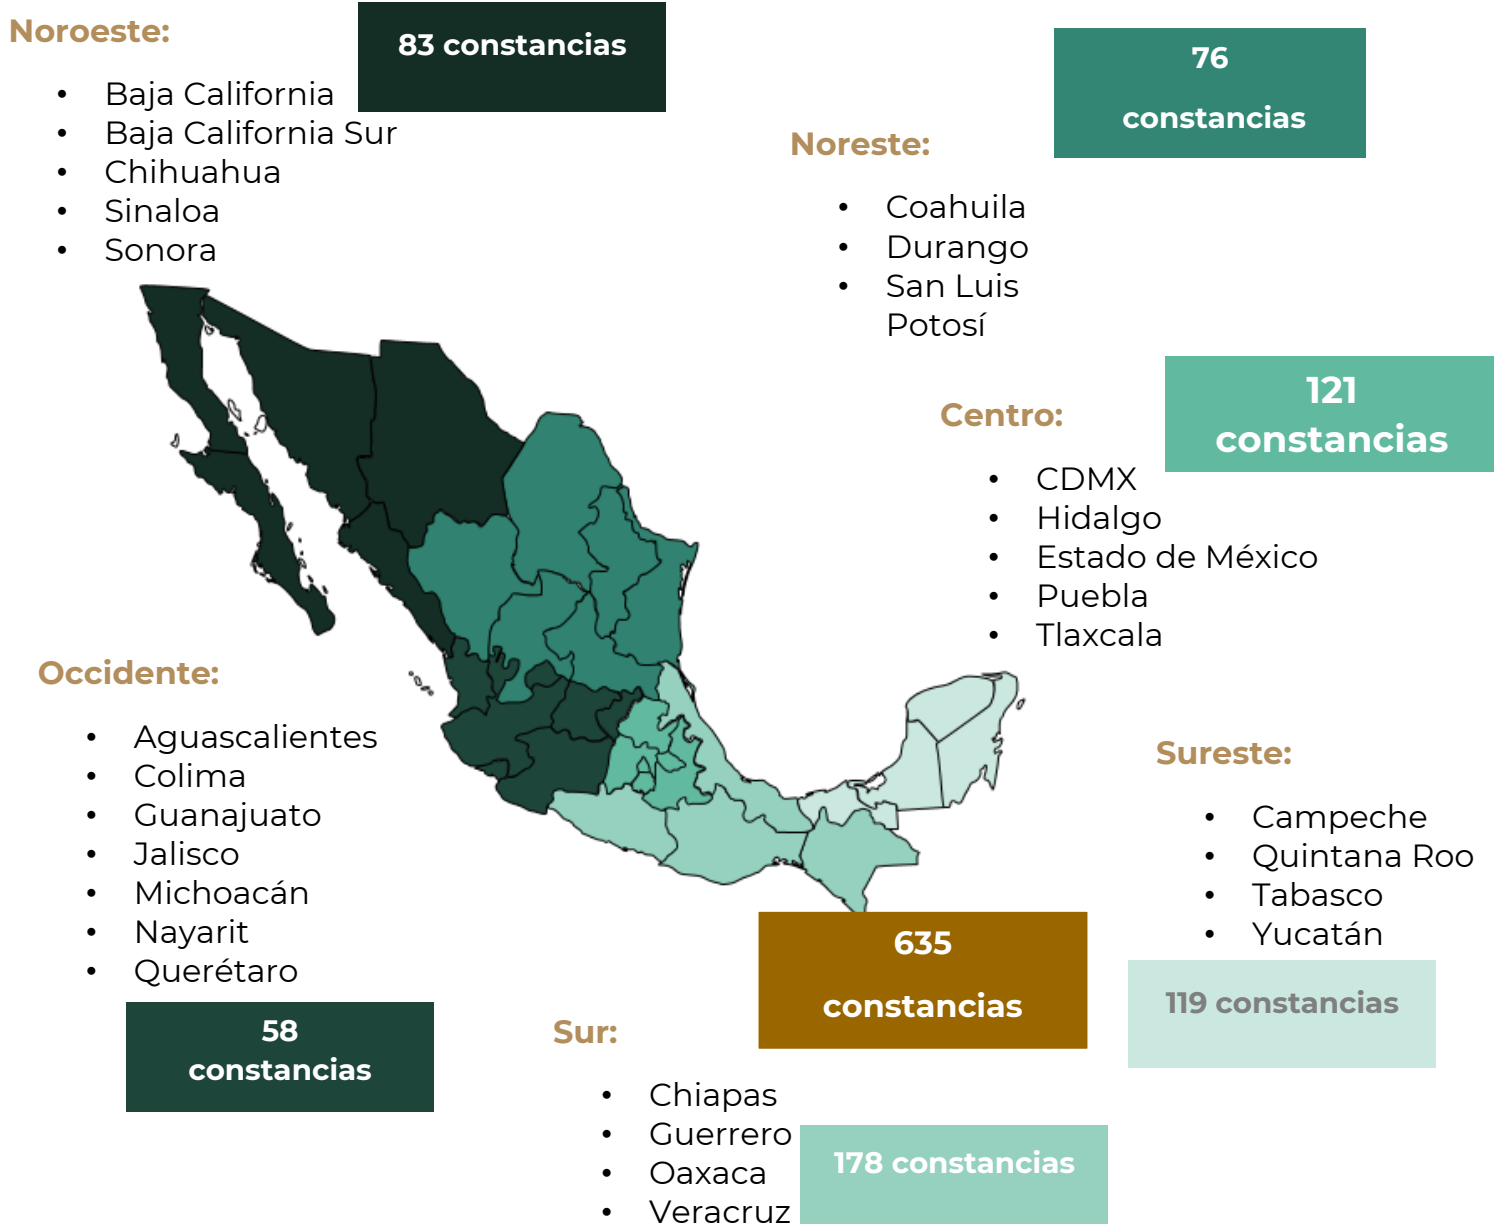 Noroeste:
83 constancias
• Baja California
• Baja California Sur
• Chihuahua
• Sinaloa
• Sonora
76
constancias
Noreste:
• Coahuila
• Durango
• San Luis
Potosí
121
constancias
Centro:
• CDMX
• Hidalgo
• Estado de México
• Puebla
• Tlaxcala
Occidente:
• Aguascalientes
• Colima
• Guanajuato
• Jalisco
• Michoacán
• Nayarit
• Querétaro
58
constancias
Sureste:
• Campeche
• Quintana Roo
• Tabasco
• Yucatán
119 constancias
635
constancias
Sur:
• Chiapas
• Guerrero
• Oaxaca
• Veracruz
178 constancias